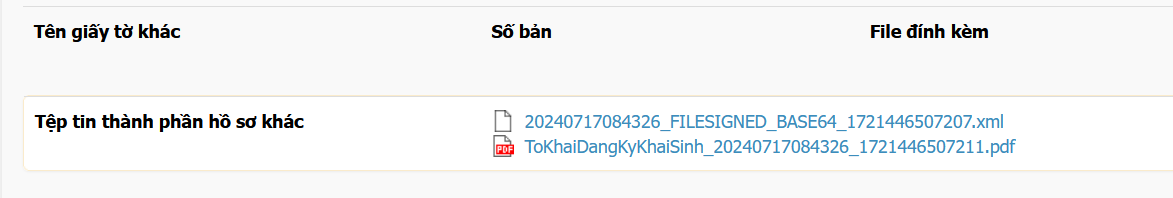 Tên giấy tờ khác Số bản File đính kèm
Tệp tin thành phần hồ sơ khác 20240717084326_FILESIGNED_BASE64_1721446507207.xml
PDF ToKhaiDangKyKhaiSinh_20240717084326_1721446507211.pdf